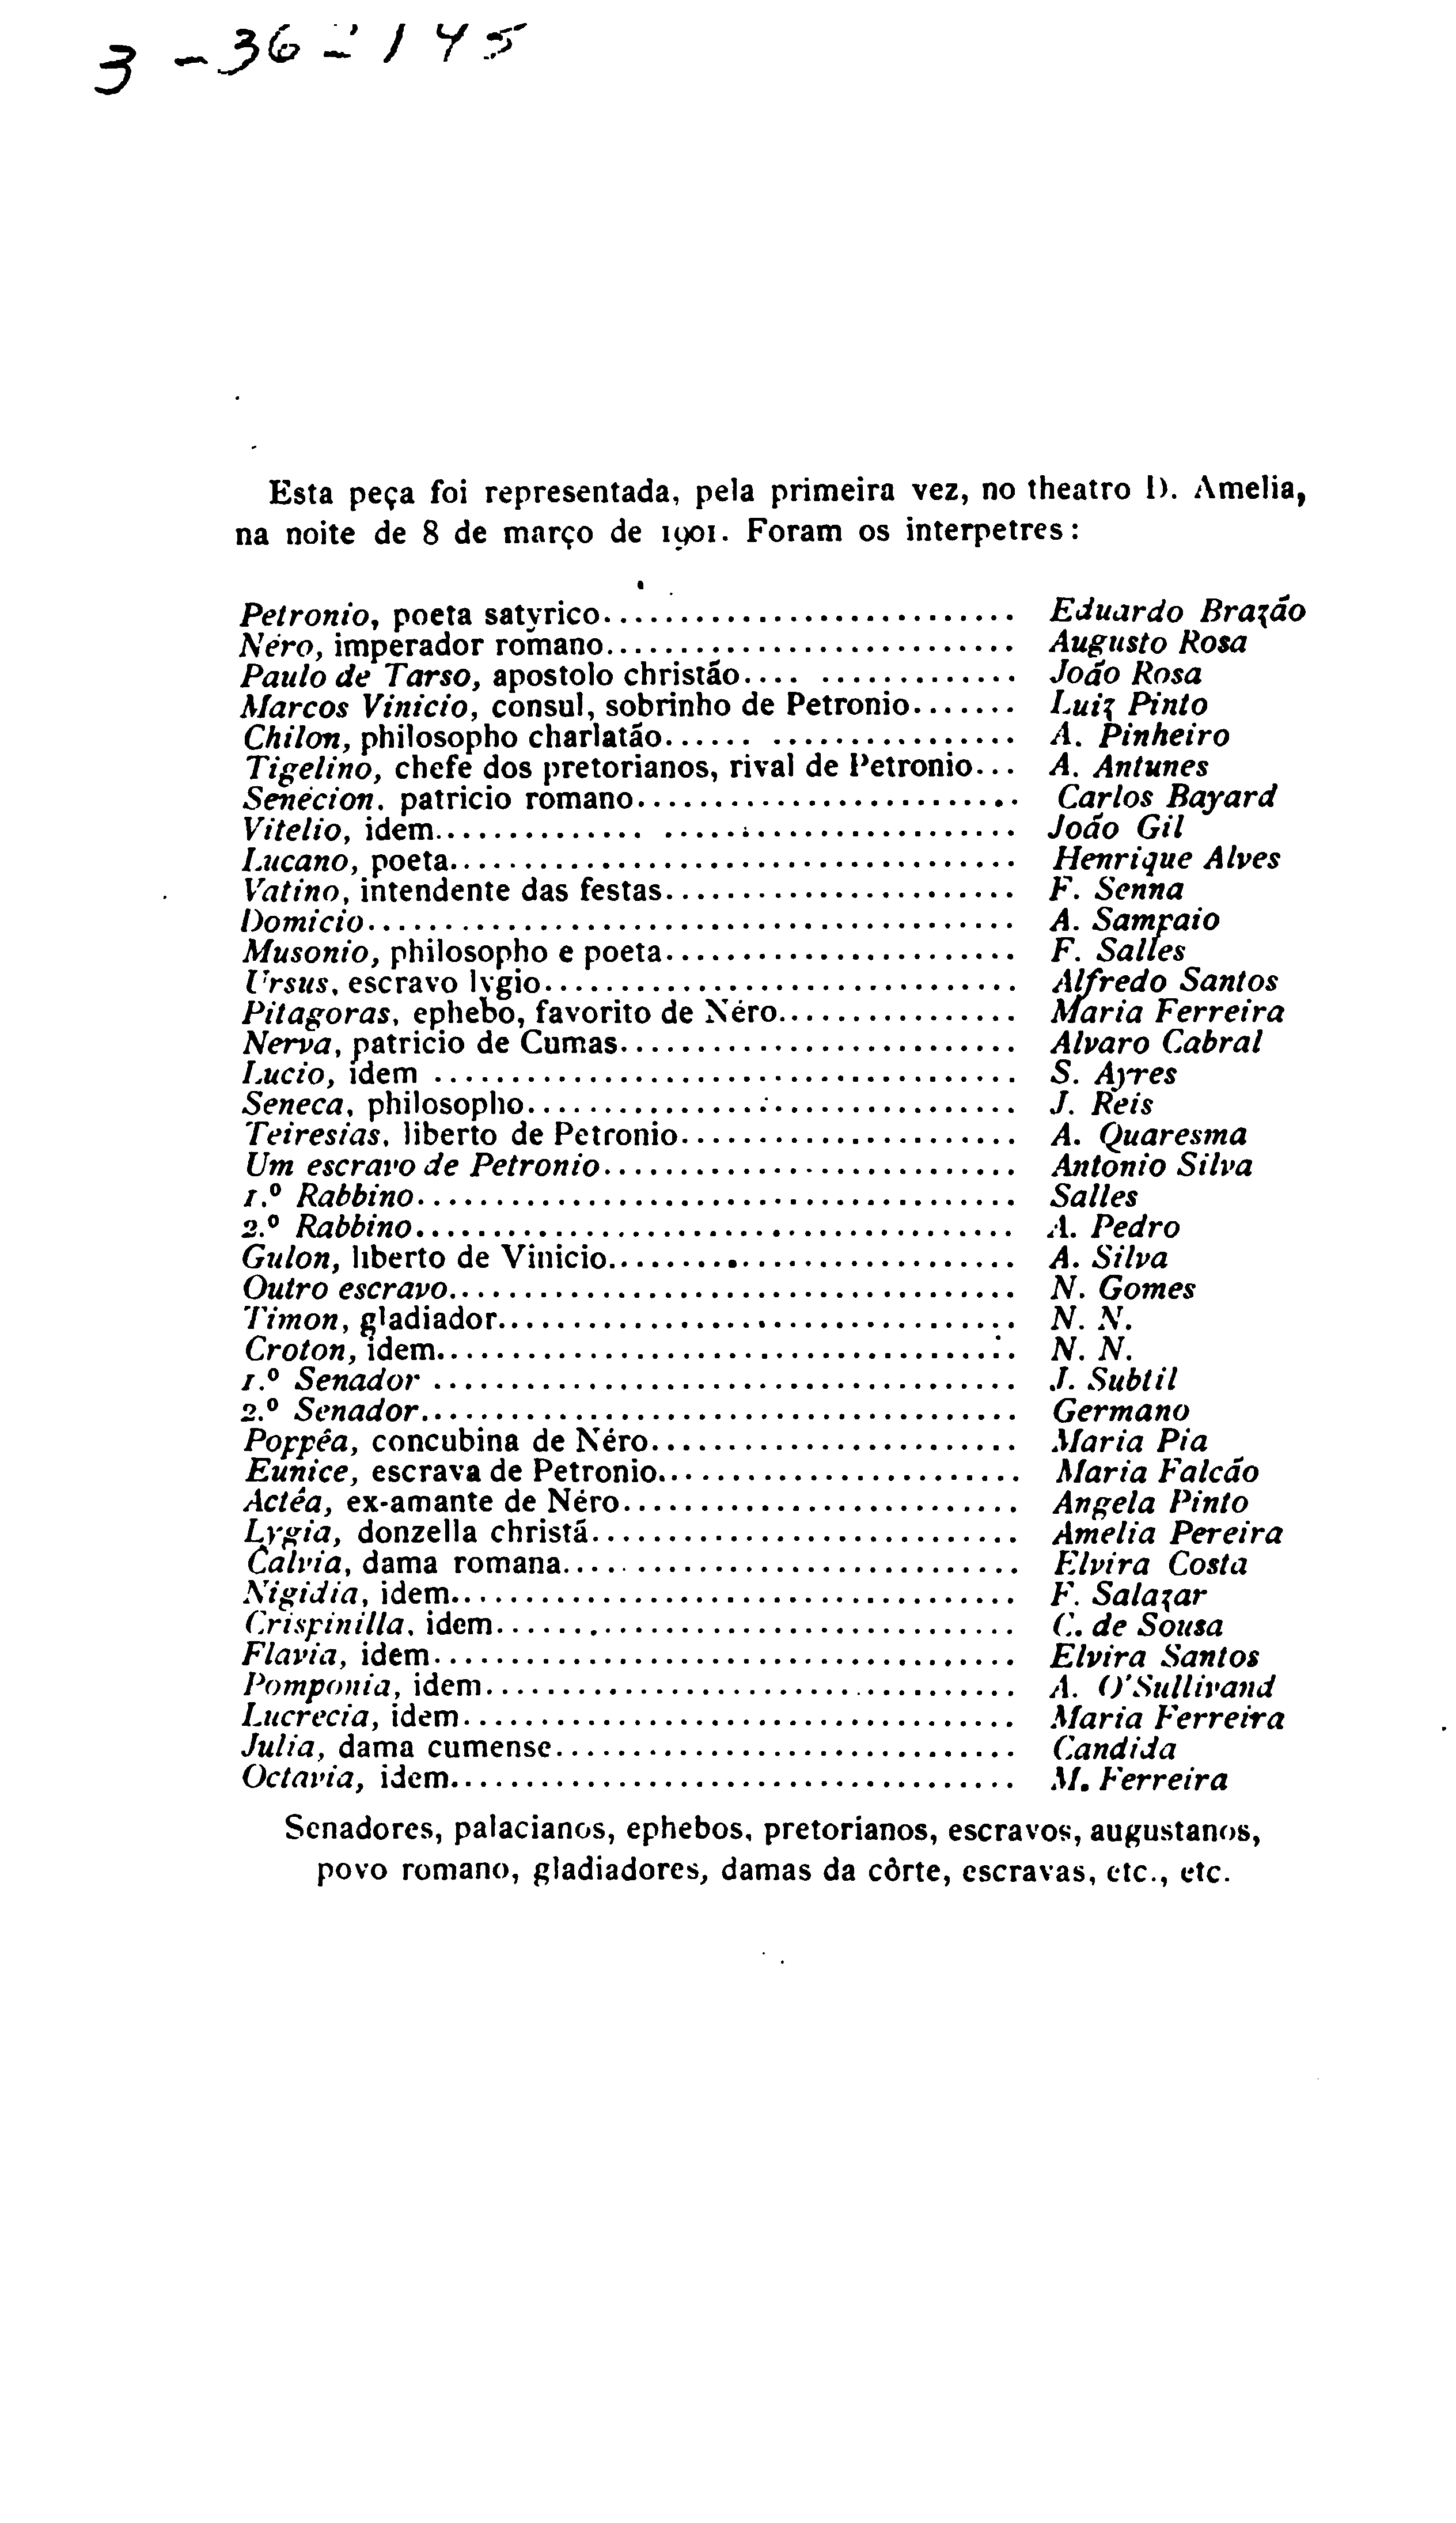 3-36-145
Esta peça foi representada, pela primeira vez, no theatro D. Amelia,
na noite de 8 de março de 1901. Foram os interpetres:
Petronio, poeta satyrico.......................... Eduardo Brazão
Néro, imperador romano.......................... Augusto Rosa
Paulo de Tarso, apostolo christão.... ............. João Rosa
Marcos Vinicio, consul, sobrinho de Petronio....... Luiz Pinto
Chilon, philosopho charlatão...... ................ A. Pinheiro
Tigelino, chefe dos pretorianos, rival de Petronio... A. Antunes
Senécion, patricio romano......................... Carlos Bayard
Vitelio, idem.............. ....................... João Gil
Lucano, poeta..................................... Henrique Alves
Vatino, intendente das festas....................... F. Senna
Domicio.......................................... A. Sampaio
Musonio, philosopho e poeta....................... F. Salles
Ursus, escravo lygio............................... Alfredo Santos
Pitagoras, ephebo, favorito de Néro................ Maria Ferreira
Nerva, patricio de Cumas.......................... Alvaro Cabral
Lucio, idem ...................................... S. Ayres
Seneca, philosopho................................ J. Reis
Teiresias, liberto de Petronio...................... A. Quaresma
Um escravo de Petronio........................... Antonio Silva
1.º Rabbino....................................... Salles
2.º Rabbino....................................... A. Pedro
Gulon, liberto de Vinicio........................... A. Silva
Outro escravo..................................... N. Gomes
Timon, gladiador.................................. N. N.
Croton, idem...................................... N. N.
1.º Senador ...................................... J. Subtil
2.º Senador....................................... Germano
Poppêa, concubina de Néro........................ Maria Pia
Eunice, escrava de Petronio........................ Maria Falcão
Actêa, ex-amante de Néro.......................... Angela Pinto
Lygia, donzella christã............................ Amelia Pereira
Calvia, dama romana.............................. Elvira Costa
Nigidia, idem..................................... F. Salazar
Crispinilla, idem.................................. C. de Sousa
Flavia, idem...................................... Elvira Santos
Pomponia, idem................................... A. O'Sullivand
Lucrecia, idem.................................... Maria Ferreira
Julia, dama cumense.............................. Candida
Octavia, idem..................................... M. Ferreira
Senadores, palacianos, ephebos, pretorianos, escravos, augustanos,
povo romano, gladiadores, damas da côrte, escravas, etc., etc.